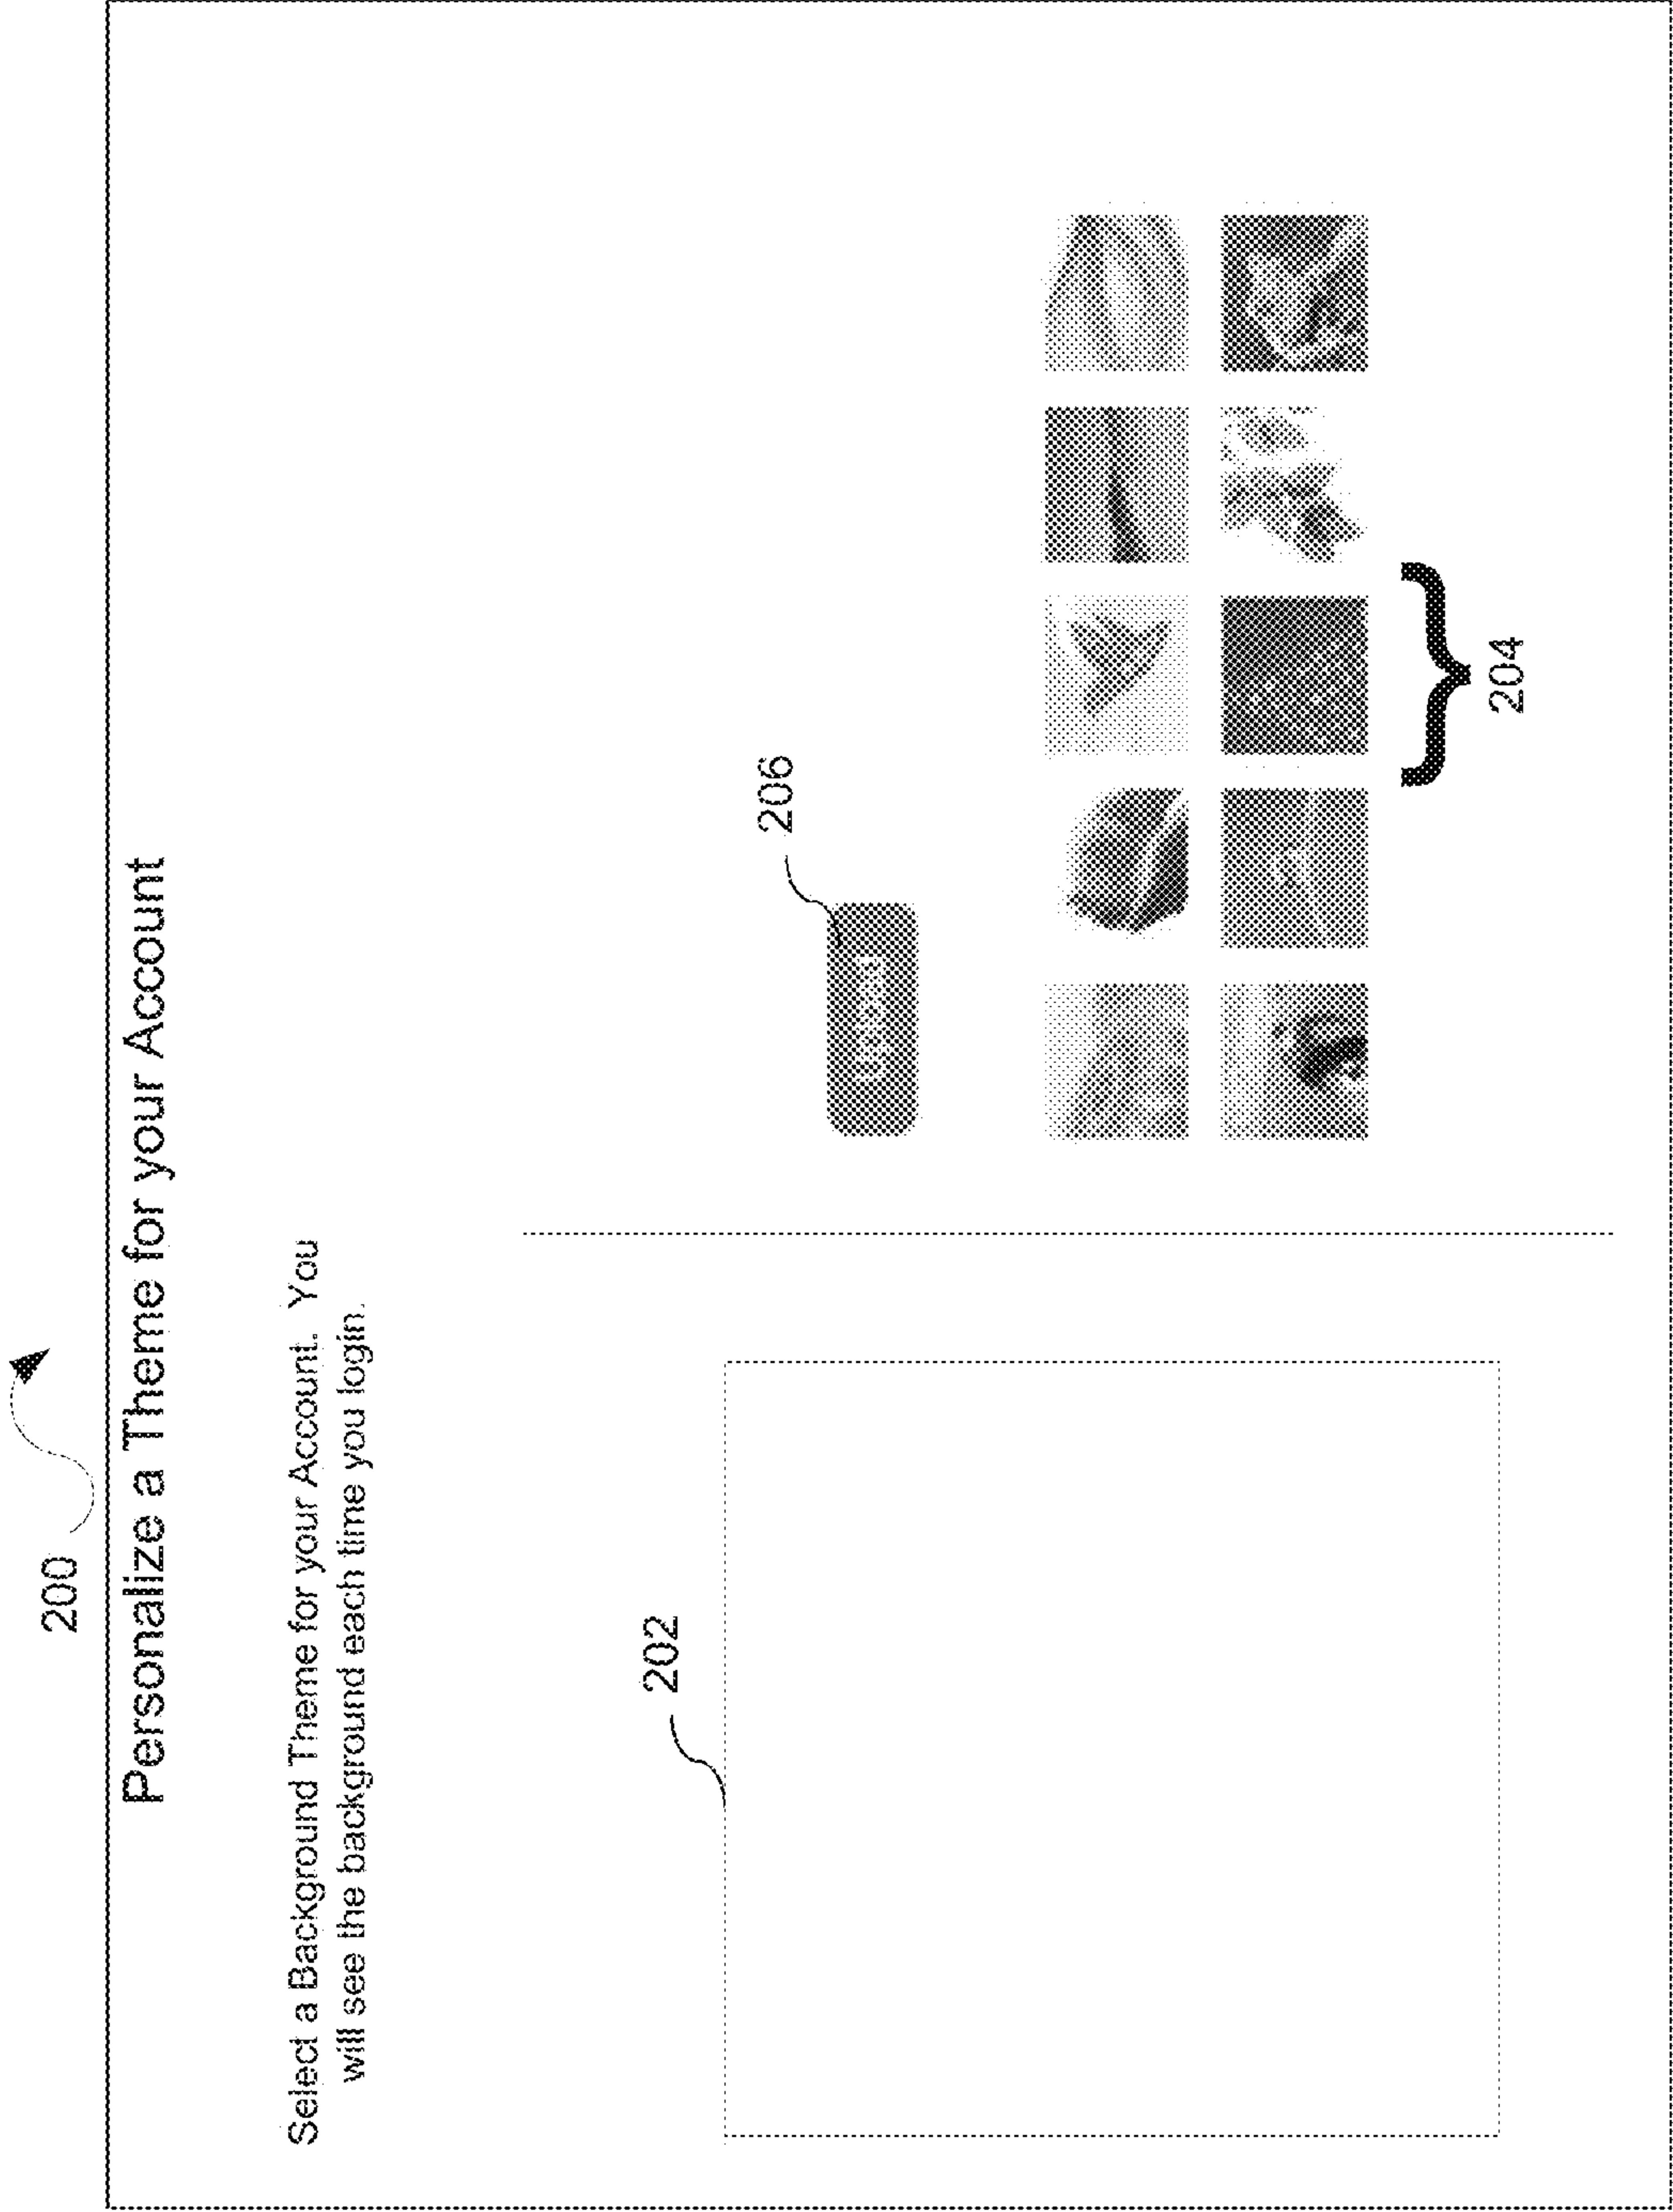 200
Personalize a Theme for your Account
Select a Background Theme for your Account. You
will see the background each time you login.
202
206
204